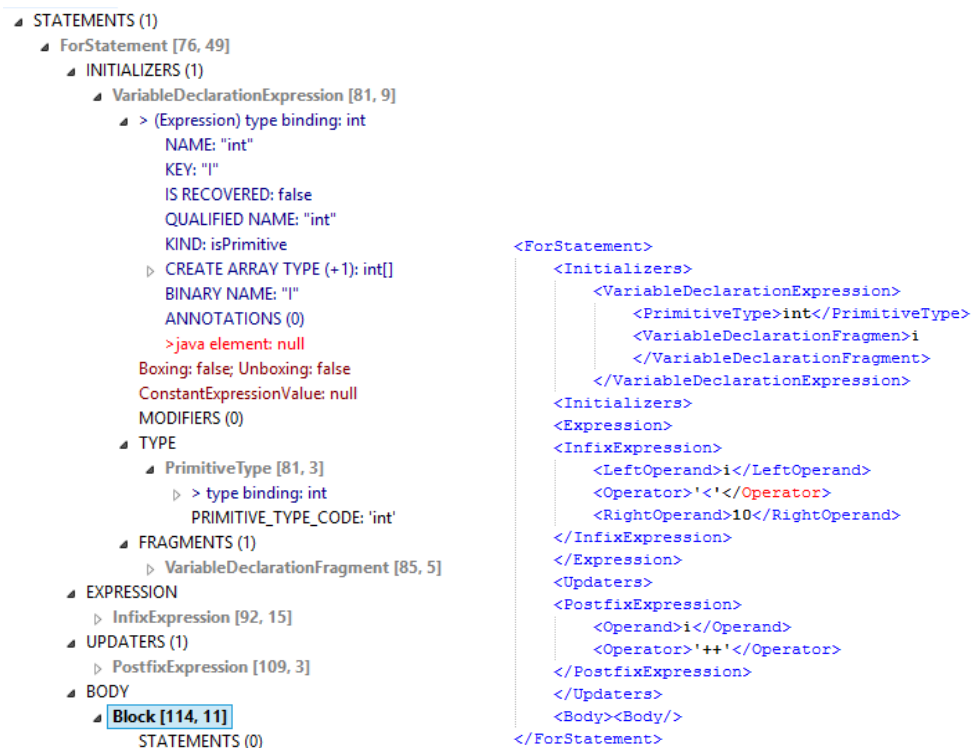 STATEMENTS (1)
ForStatement [76, 49]
INITIALIZERS (1)
VariableDeclarationExpression [81, 9]
> (Expression) type binding: int
NAME: "int"
KEY: "I"
IS RECOVERED: false
QUALIFIED NAME: "int"
KIND: isPrimitive
CREATE ARRAY TYPE (+1): int[]
BINARY NAME: "I"
ANNOTATIONS (0)
>java element: null
Boxing: false; Unboxing: false
ConstantExpressionValue: null
MODIFIERS (0)
TYPE
PrimitiveType [81, 3]
> type binding: int
PRIMITIVE_TYPE_CODE: 'int'
FRAGMENTS (1)
VariableDeclarationFragment [85, 5]
EXPRESSION
InfixExpression [92, 15]
UPDATERS (1)
PostfixExpression [109, 3]
BODY
Block [114, 11]
STATEMENTS (0)
<ForStatement>
<Initializers>
<VariableDeclarationExpression>
<PrimitiveType>int</PrimitiveType>
<VariableDeclarationFragmen>i
</VariableDeclarationFragment>
</VariableDeclarationExpression>
<Initializers>
<Expression>
<InfixExpression>
<LeftOperand>i</LeftOperand>
<Operator>'<'</Operator>
<RightOperand>10</RightOperand>
</InfixExpression>
</Expression>
<Updaters>
<PostfixExpression>
<Operand>i</Operand>
<Operator>'++'</Operator>
</PostfixExpression>
</Updaters>
<Body><Body/>
</ForStatement>